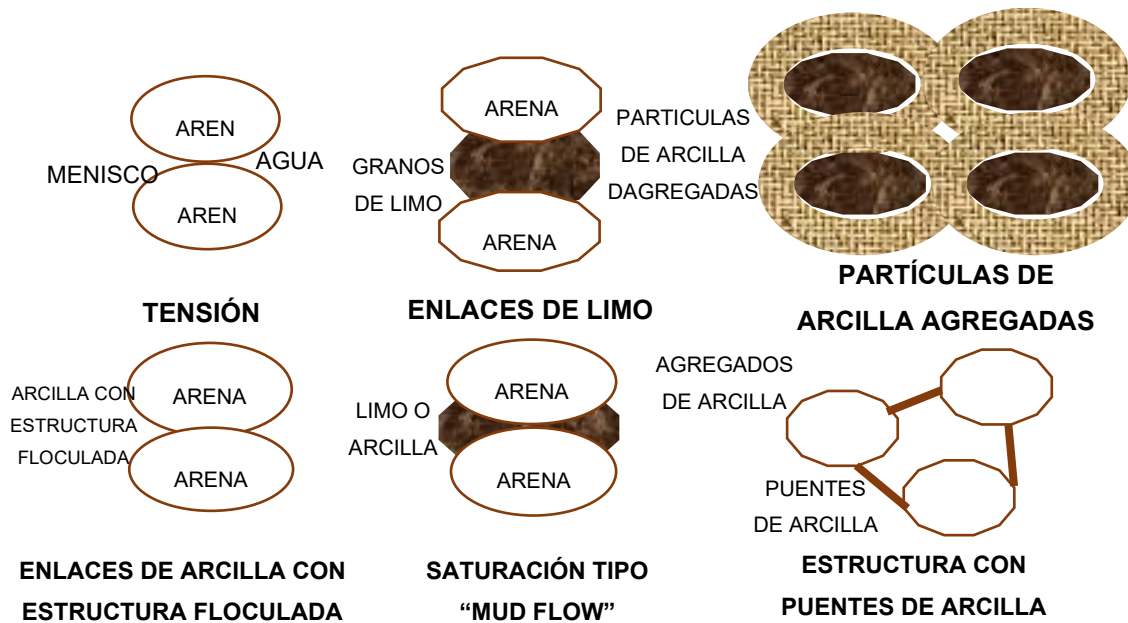 AREN
MENISCO
AGUA
AREN
TENSIÓN
ARENA
GRANOS
DE LIMO
ARENA
ENLACES DE LIMO
PARTICULAS
DE ARCILLA
DAGREGADAS
PARTÍCULAS DE
ARCILLA AGREGADAS
ARCILLA CON
ESTRUCTURA
FLOCULADA
ARENA
ARENA
ENLACES DE ARCILLA CON
ESTRUCTURA FLOCULADA
ARENA
LIMO O
ARCILLA
ARENA
SATURACIÓN TIPO
“MUD FLOW”
AGREGADOS
DE ARCILLA
PUENTES
DE ARCILLA
ESTRUCTURA CON
PUENTES DE ARCILLA